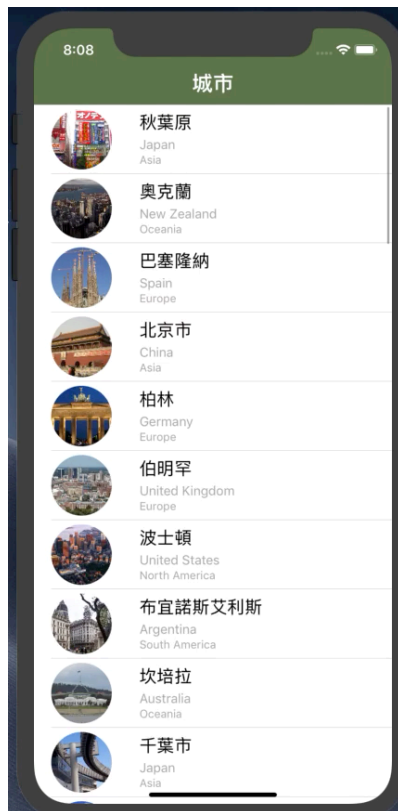 8:08
城市
秋葉原
Japan
Asia
奧克蘭
New Zealand
Oceania
巴塞隆納
Spain
Europe
北京市
China
Asia
柏林
Germany
Europe
伯明罕
United Kingdom
Europe
波士頓
United States
North America
布宜諾斯艾利斯
Argentina
South America
坎培拉
Australia
Oceania
千葉市
Japan
Asia